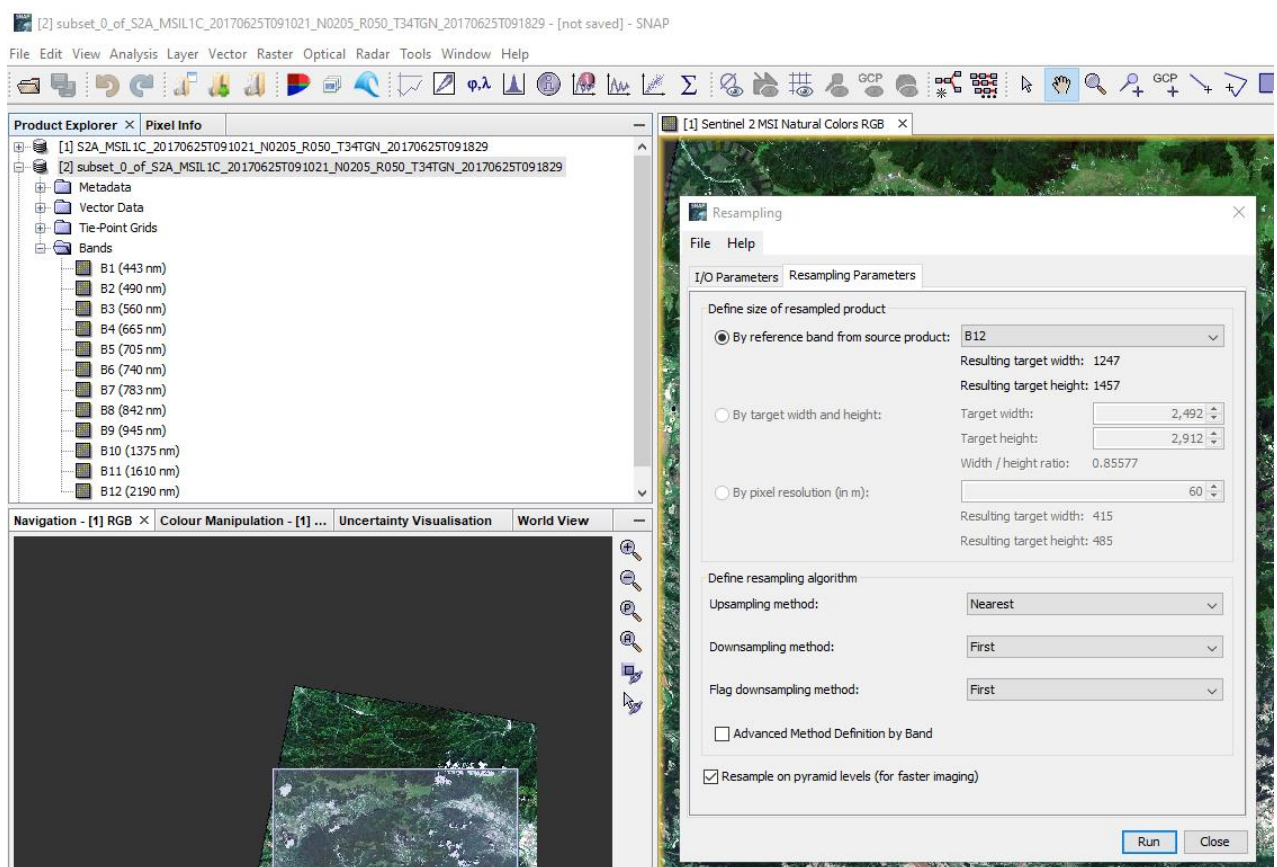 [2] subset_0_of_S2A_MSIL1C_20170625T091021_N0205_R050_T34TGN_20170625T091829 - [not saved] - SNAP
File Edit View Analysis Layer Vector Raster Optical Radar Tools Window Help
φ,λ Σ GCP GCP
Product Explorer × Pixel Info
[1] S2A_MSIL1C_20170625T091021_N0205_R050_T34TGN_20170625T091829
[2] subset_0_of_S2A_MSIL1C_20170625T091021_N0205_R050_T34TGN_20170625T091829
Metadata
Vector Data
Tie-Point Grids
Bands
B1 (443 nm)
B2 (490 nm)
B3 (560 nm)
B4 (665 nm)
B5 (705 nm)
B6 (740 nm)
B7 (783 nm)
B8 (842 nm)
B9 (945 nm)
B10 (1375 nm)
B11 (1610 nm)
B12 (2190 nm)
Navigation - [1] RGB × Colour Manipulation - [1] ... Uncertainty Visualisation World View
[1] Sentinel 2 MSI Natural Colors RGB ×
Resampling
File Help
I/O Parameters Resampling Parameters
Define size of resampled product
By reference band from source product: B12
Resulting target width: 1247
Resulting target height: 1457
By target width and height: Target width: 2,492
Target height: 2,912
Width / height ratio: 0.85577
By pixel resolution (in m): 60
Resulting target width: 415
Resulting target height: 485
Define resampling algorithm
Upsampling method: Nearest
Downsampling method: First
Flag downsampling method: First
Advanced Method Definition by Band
Resample on pyramid levels (for faster imaging)
Run Close